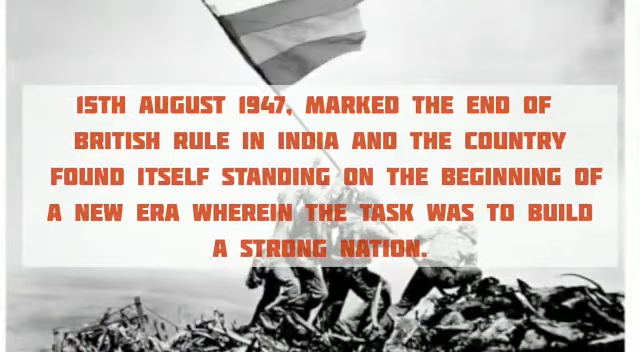 15TH AUGUST 1947, MARKED THE END OF
BRITISH RULE IN INDIA AND THE COUNTRY
FOUND ITSELF STANDING ON THE BEGINNING OF
A NEW ERA WHEREIN THE TASK WAS TO BUILD
A STRONG NATION.